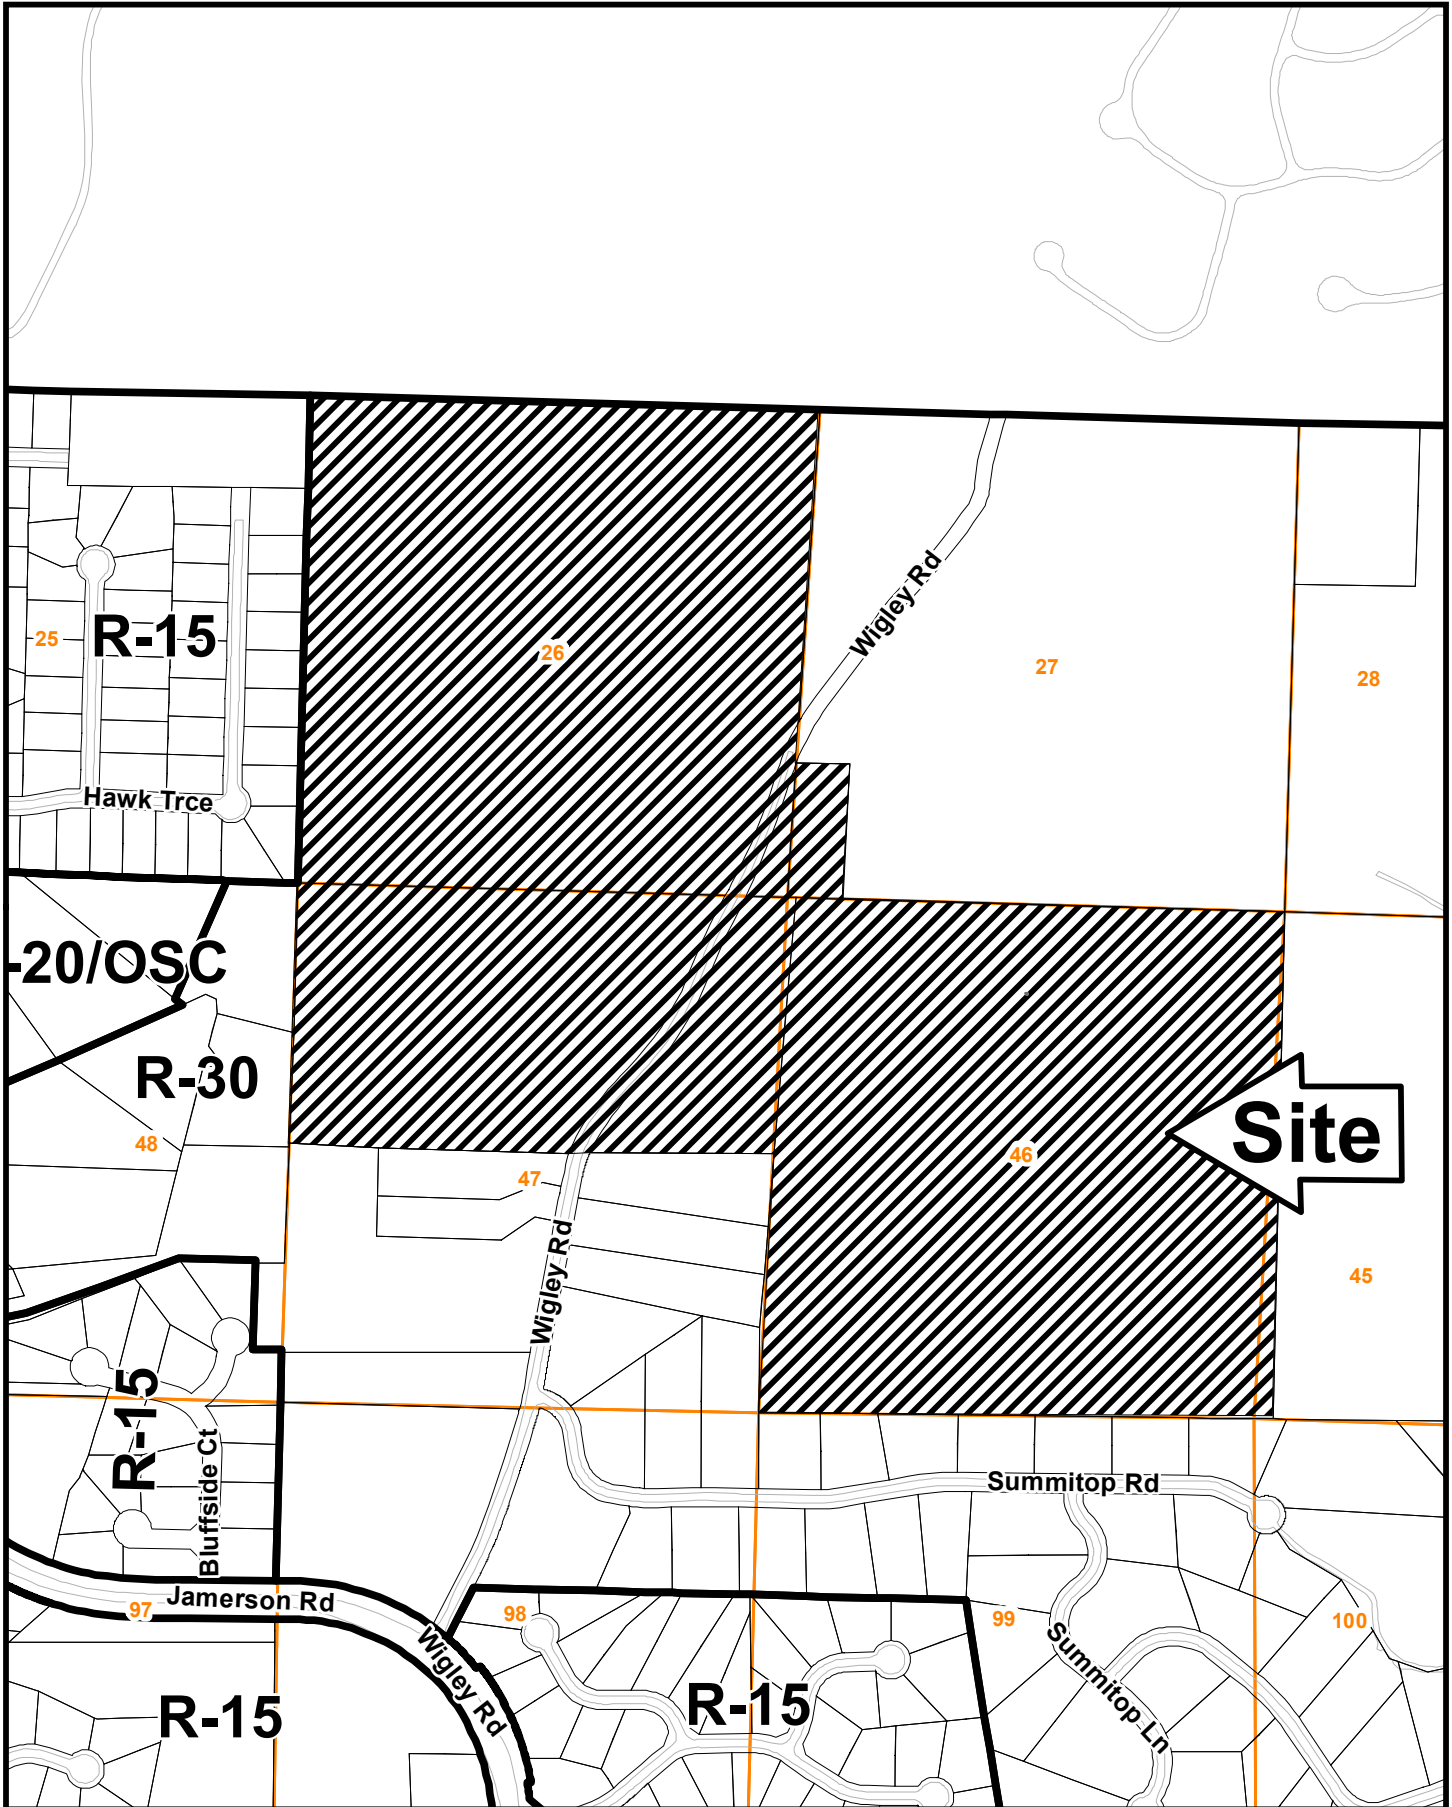 Wigley Rd
25
R-15
26
27
28
Hawk Trce
-20/OSC
R-30
48
47
46
Site
45
Wigley Rd
R-15
Bluffside Ct
Summitop Rd
97
Jamerson Rd
98
99
100
Wigley Rd
Summitop Ln
R-15
R-15